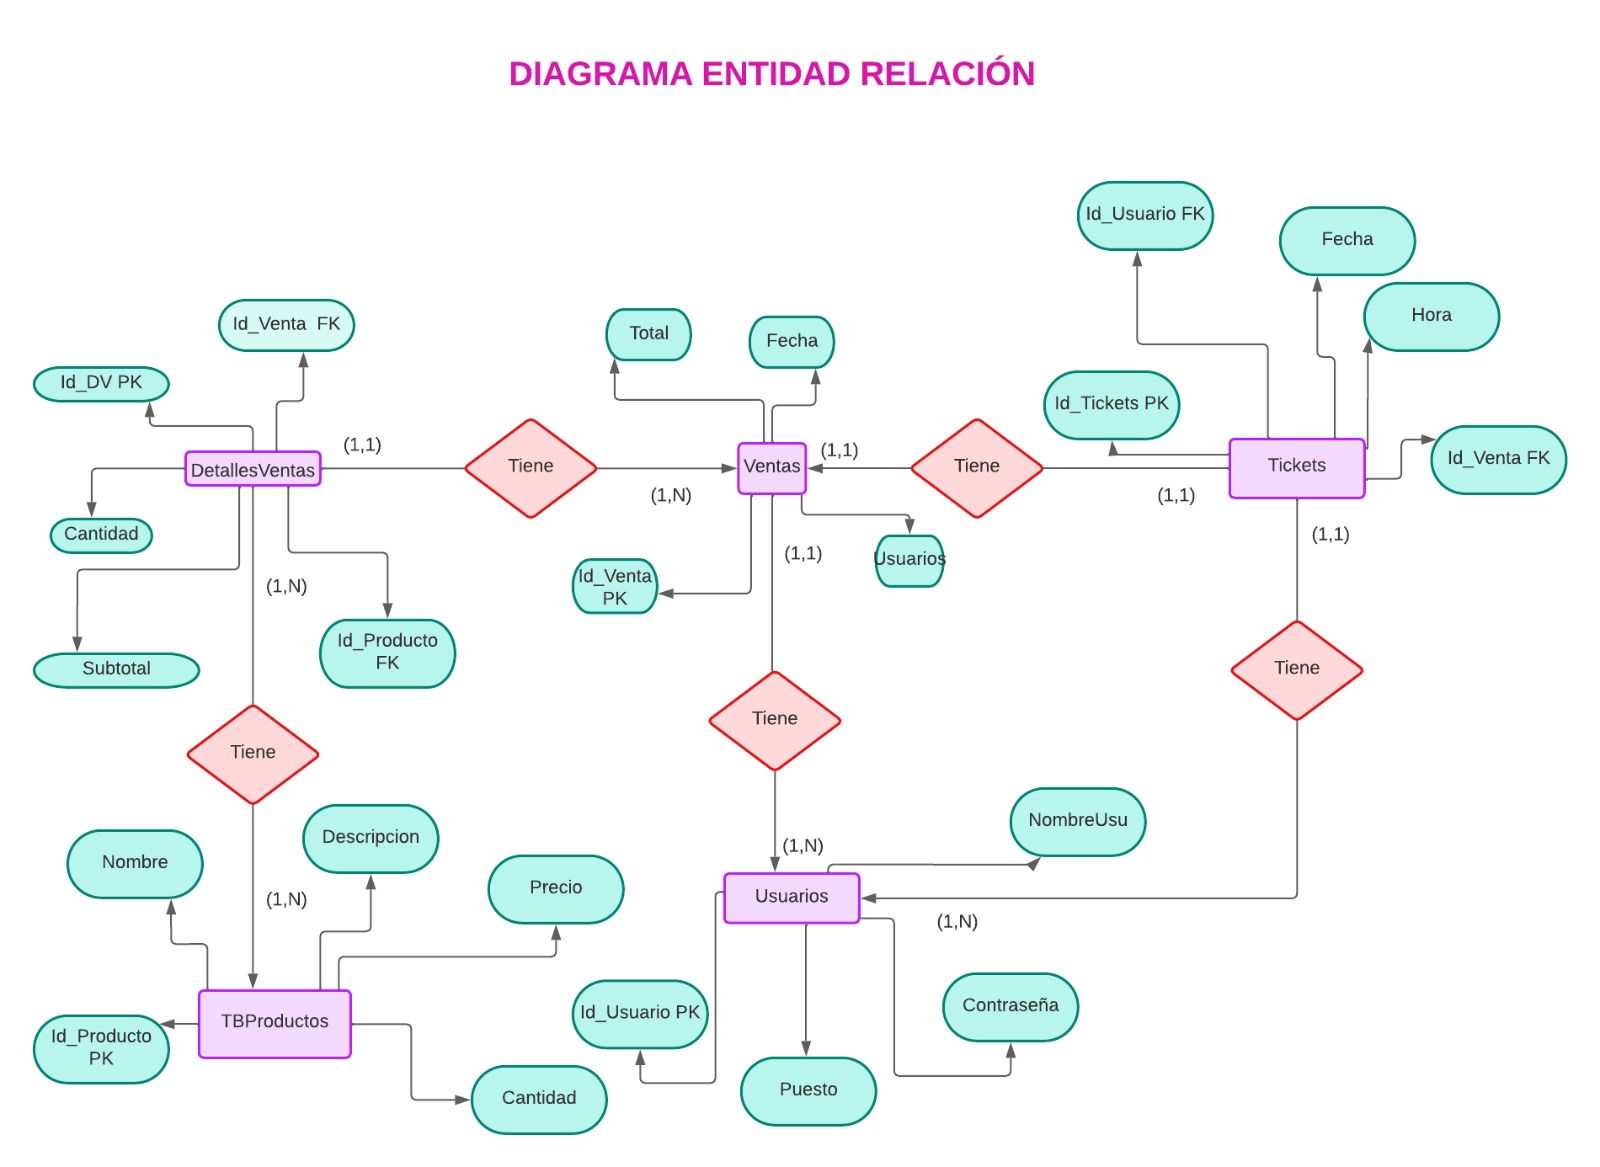 DIAGRAMA ENTIDAD RELACIÓN
Id_Usuario FK
Fecha
Hora
Id_Venta  FK
Total
Fecha
Id_DV PK
Id_Tickets PK
(1,1)
Tiene
Ventas
(1,1)
Tiene
Tickets
Id_Venta FK
DetallesVentas
(1,N)
(1,1)
Cantidad
(1,1)
Usuarios
(1,1)
Id_Venta
PK
(1,N)
Id_Producto
FK
Subtotal
Tiene
Tiene
Tiene
Nombre
Descripcion
Precio
(1,N)
NombreUsu
(1,N)
Usuarios
(1,N)
TBProductos
Id_Producto
PK
Id_Usuario PK
Contraseña
Cantidad
Puesto